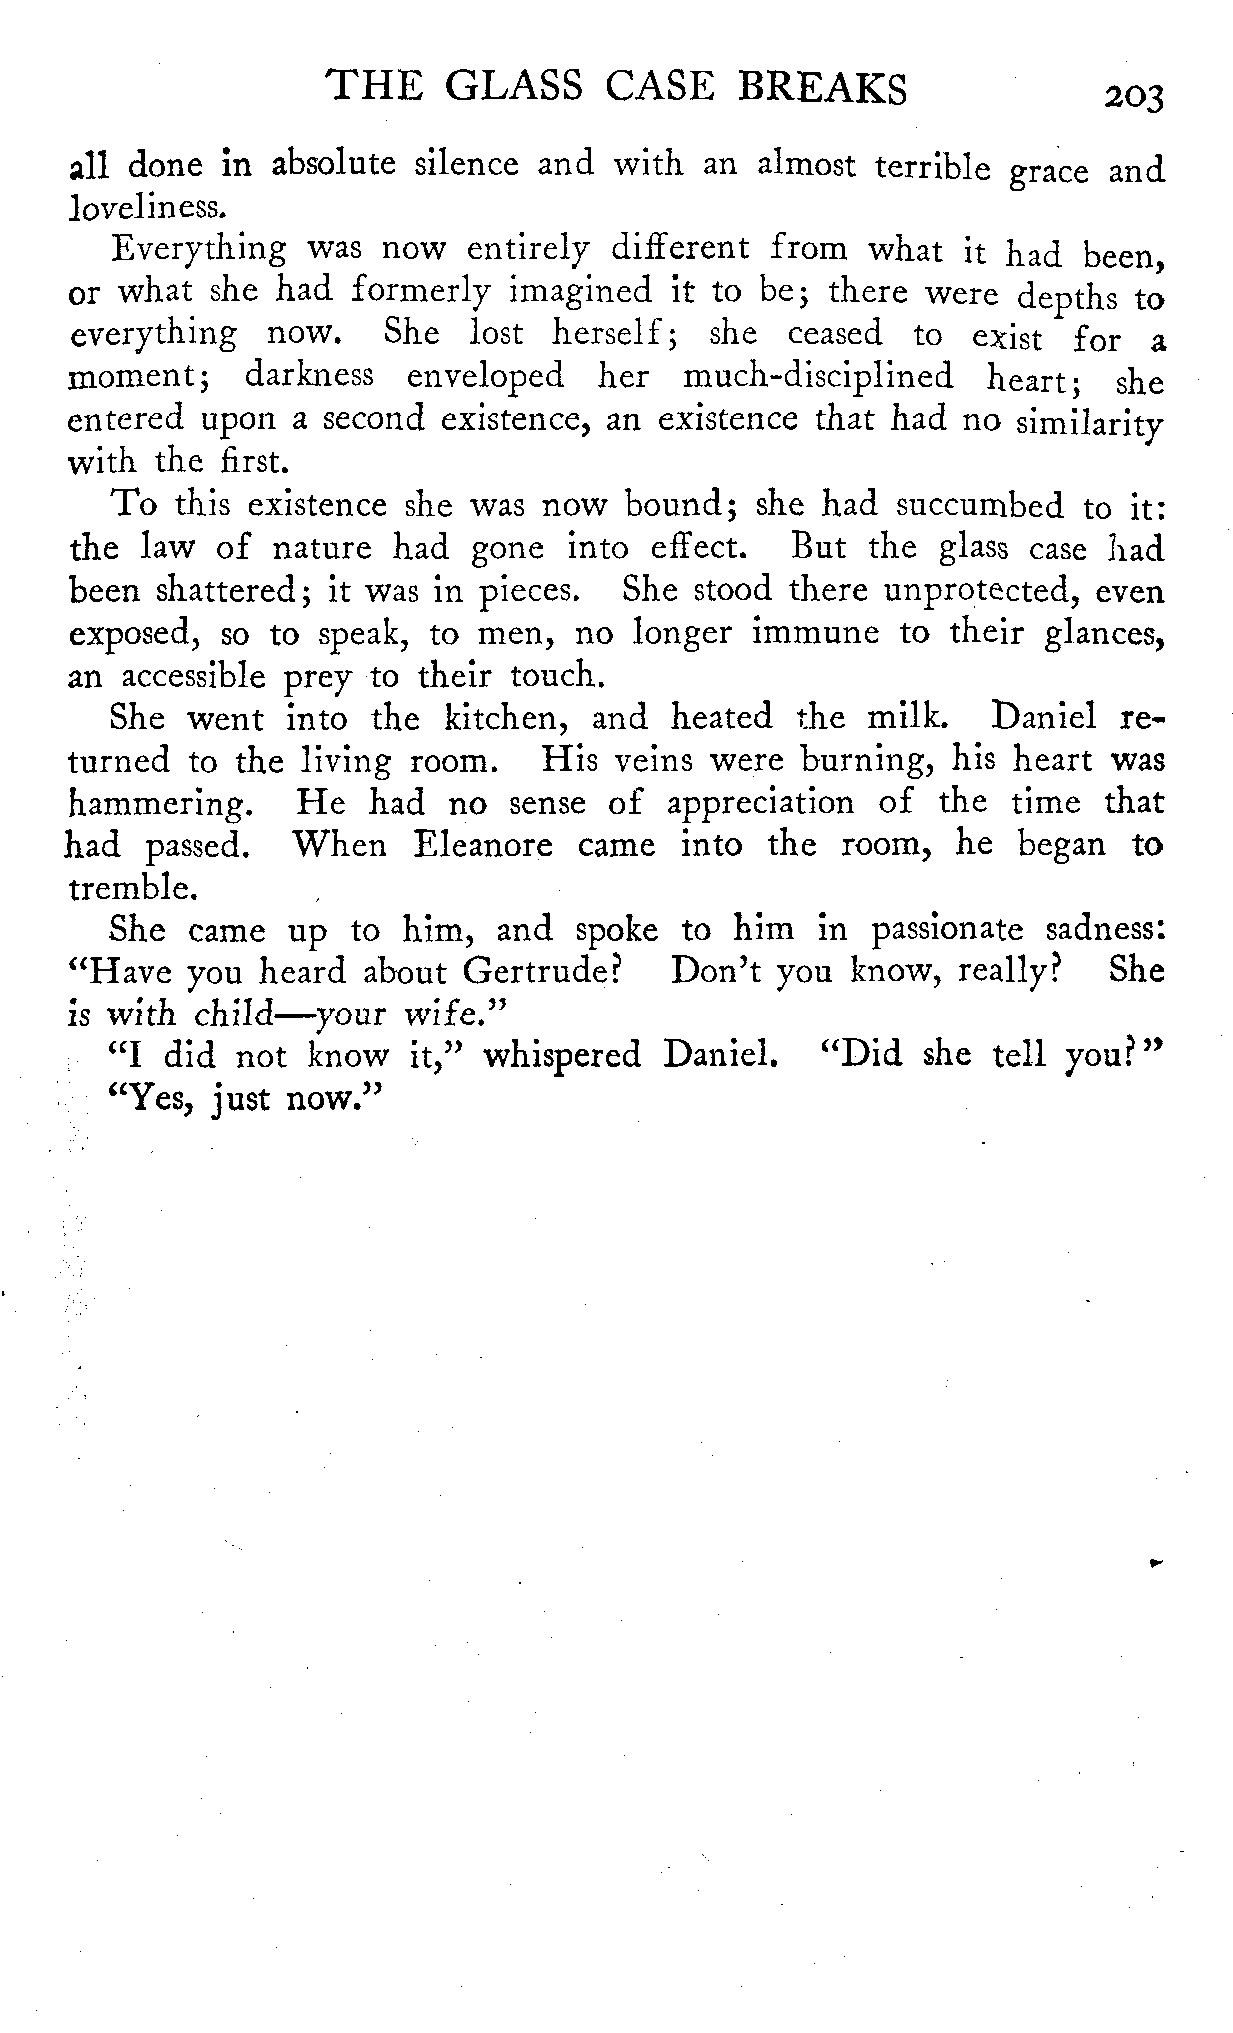 THE GLASS CASE BREAKS 203
all done in absolute silence and with an almost terrible grace and
loveliness.
Everything was now entirely different from what it had been,
or what she had formerly imagined it to be; there were depths to
everything now. She lost herself; she ceased to exist for a
moment; darkness enveloped her much-disciplined heart; she
entered upon a second existence, an existence that had no similarity
with the first.
To this existence she was now bound; she had succumbed to it:
the law of nature had gone into effect. But the glass case had
been shattered; it was in pieces. She stood there unprotected, even
exposed, so to speak, to men, no longer immune to their glances,
an accessible prey to their touch.
She went into the kitchen, and heated the milk. Daniel re-
turned to the living room. His veins were burning, his heart was
hammering. He had no sense of appreciation of the time that
had passed. When Eleanore came into the room, he began to
tremble.
She came up to him, and spoke to him in passionate sadness:
“Have you heard about Gertrude? Don’t you know, really? She
is with child—your wife.”
“I did not know it,” whispered Daniel. “Did she tell you?”
“Yes, just now.”